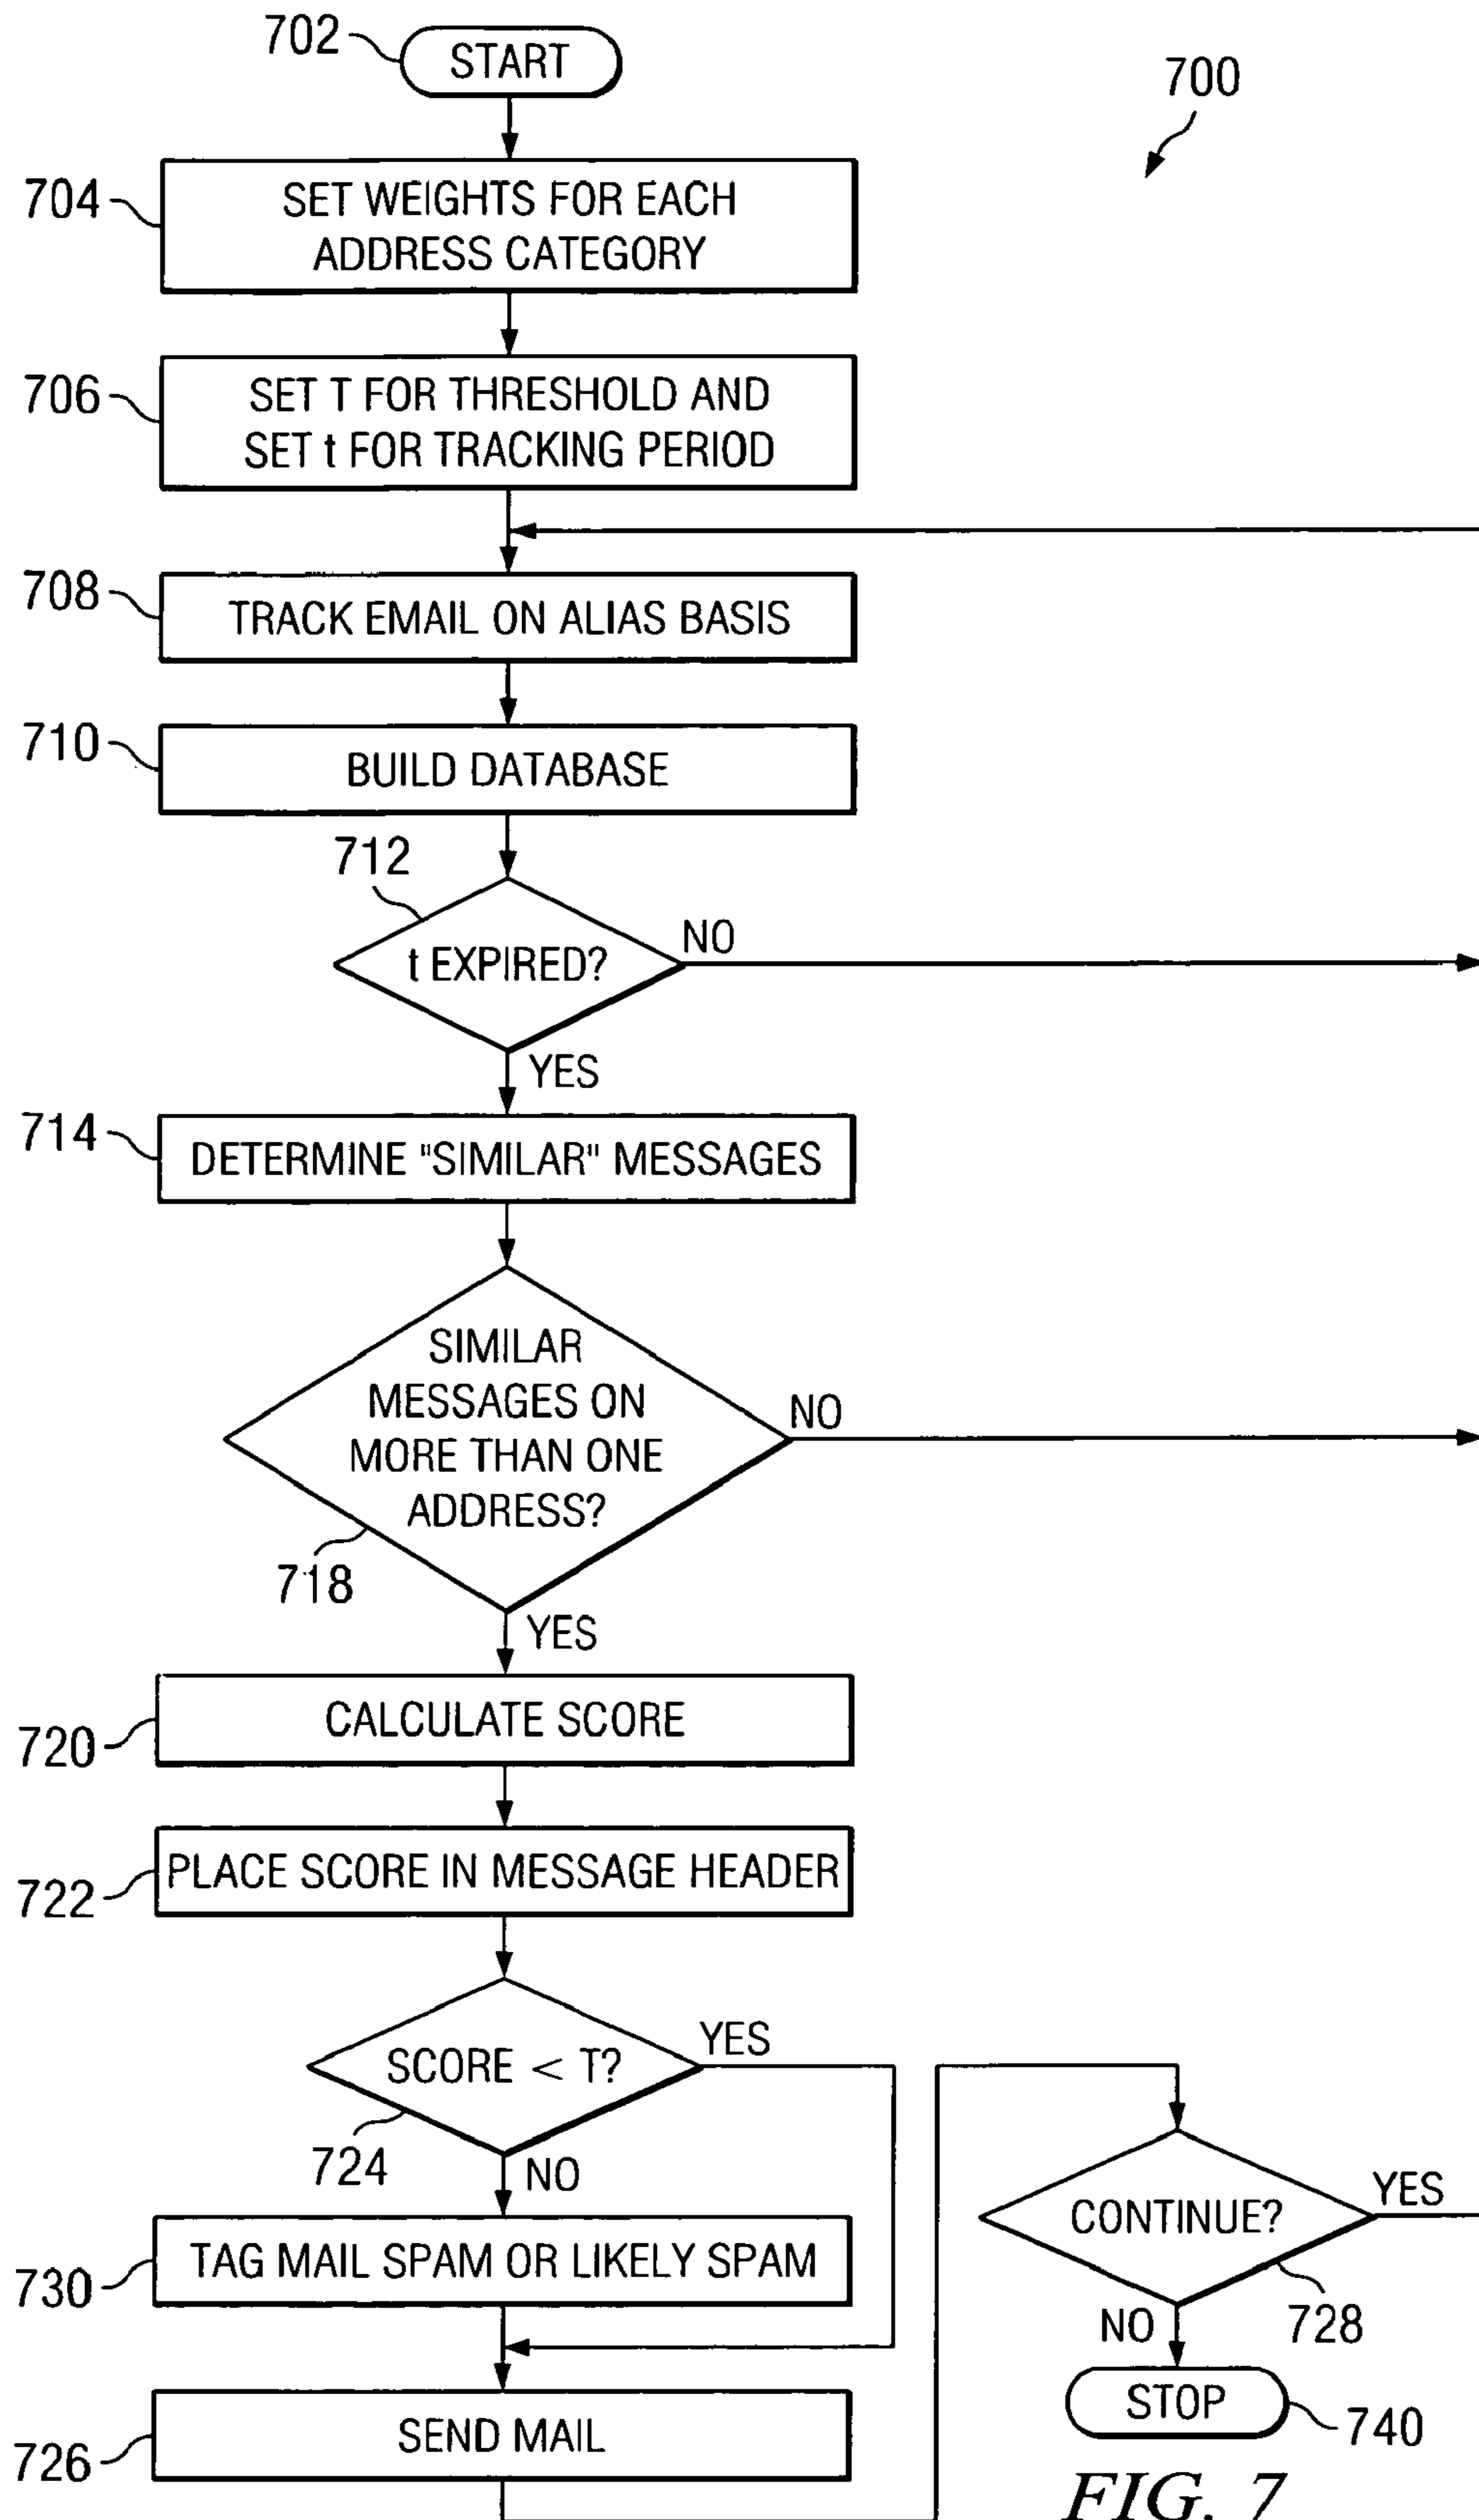 702
START
700
704
SET WEIGHTS FOR EACH
ADDRESS CATEGORY
706
SET T FOR THRESHOLD AND
SET t FOR TRACKING PERIOD
708
TRACK EMAIL ON ALIAS BASIS
710
BUILD DATABASE
712
t EXPIRED?
NO
YES
714
DETERMINE "SIMILAR" MESSAGES
SIMILAR
MESSAGES ON
MORE THAN ONE
ADDRESS?
NO
718
YES
720
CALCULATE SCORE
722
PLACE SCORE IN MESSAGE HEADER
SCORE < T?
YES
724
NO
730
TAG MAIL SPAM OR LIKELY SPAM
726
SEND MAIL
CONTINUE?
YES
728
NO
STOP
740
FIG. 7